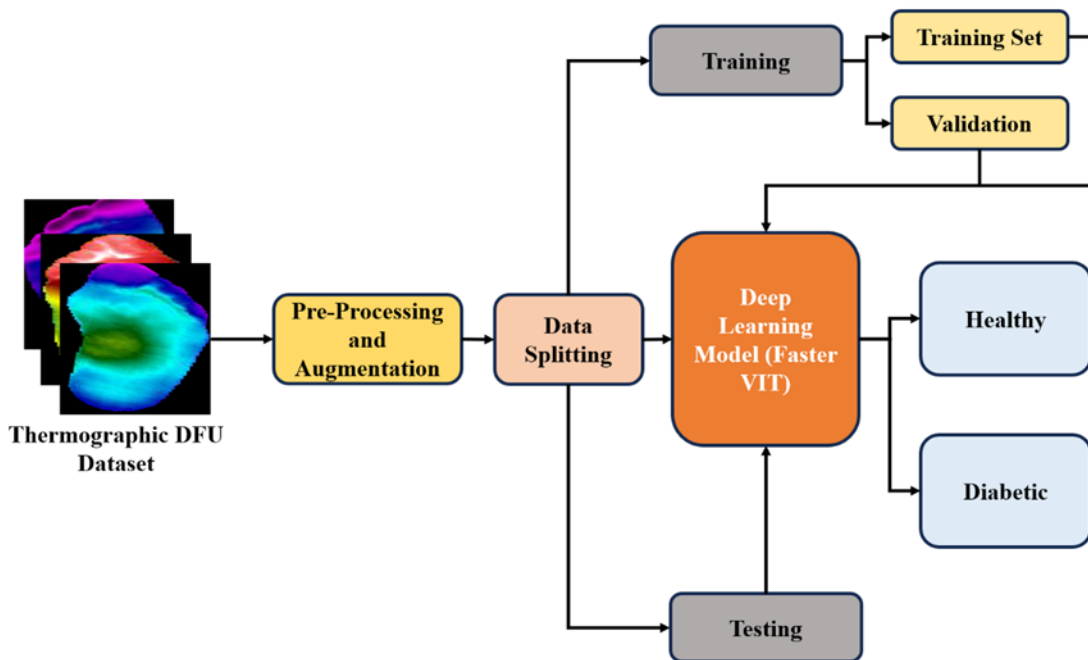 Training
Training Set
Validation
Thermographic DFU
Dataset
Pre-Processing
and
Augmentation
Data
Splitting
Deep
Learning
Model (Faster
VIT)
Healthy
Diabetic
Testing